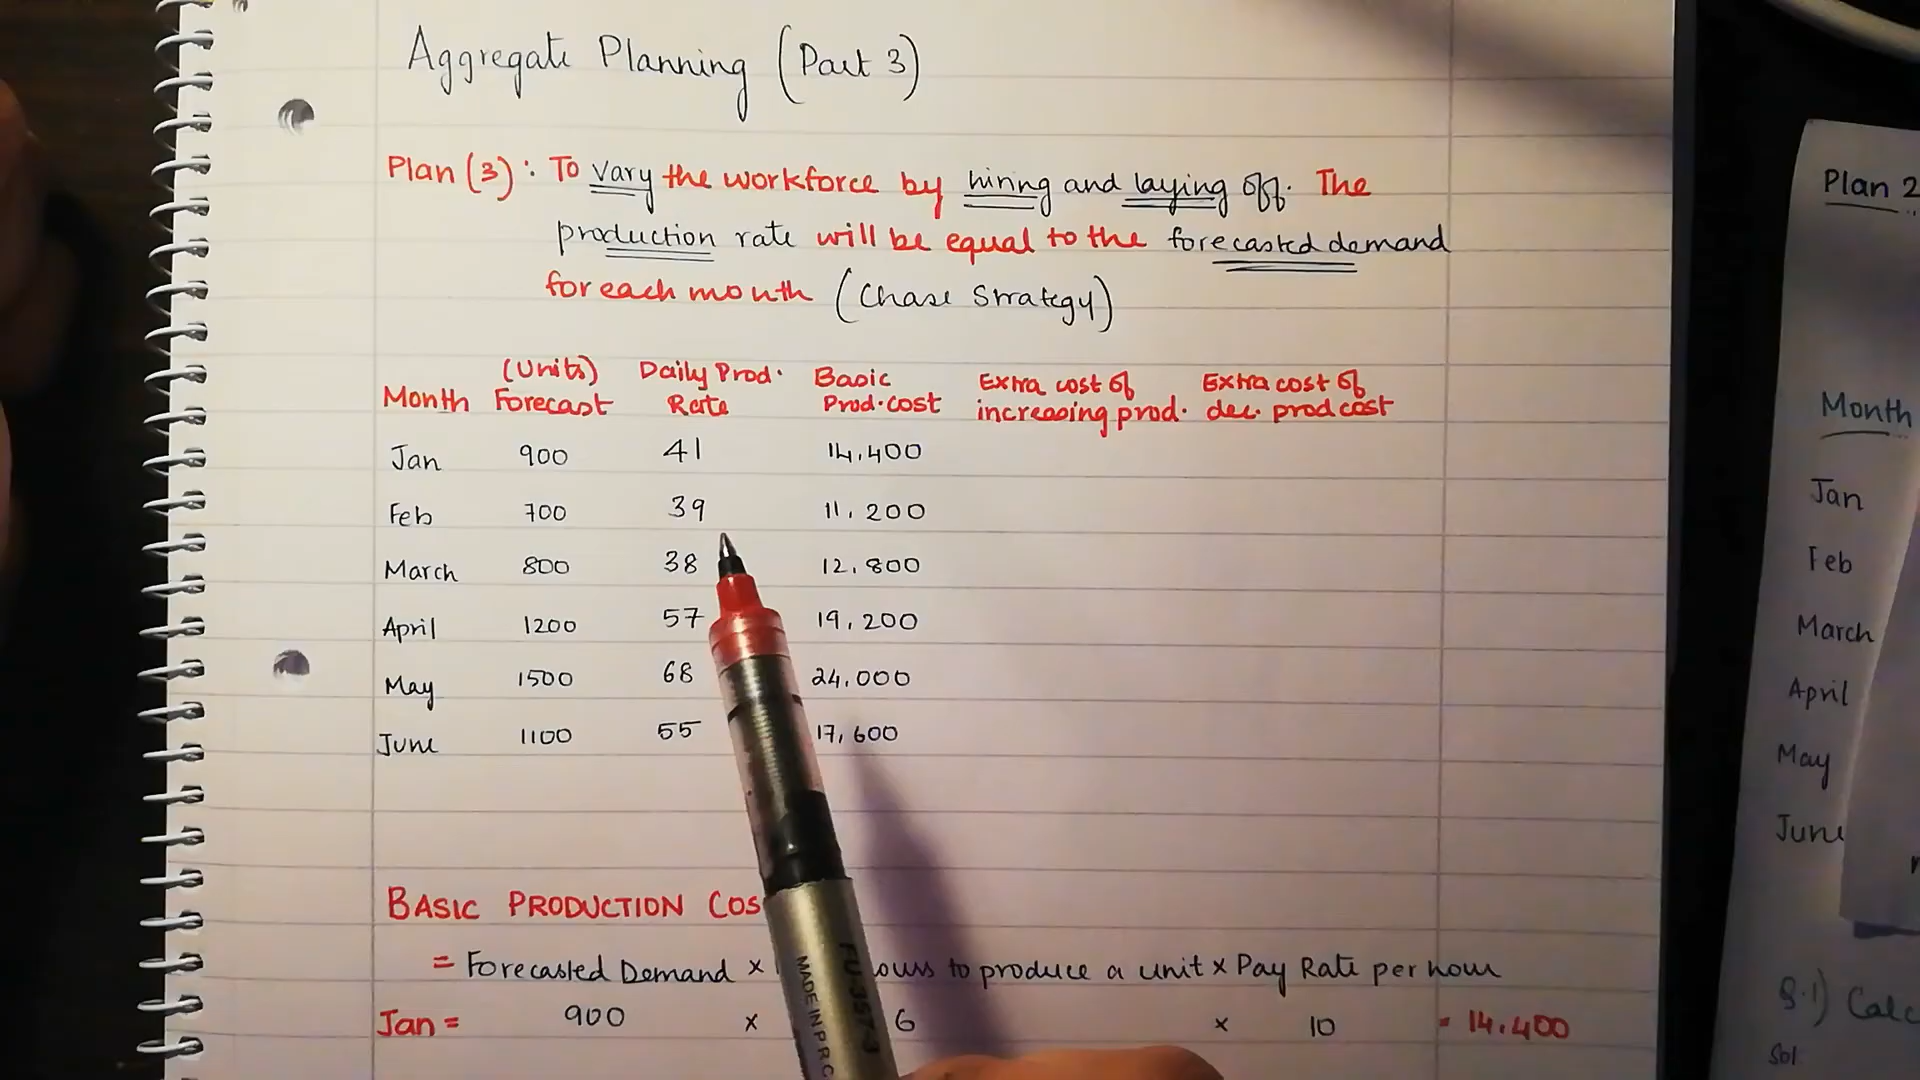 Aggregate Planning (Part 3)
Plan (3): To vary the workforce by hiring and laying off. The
production rate will be equal to the forecasted demand
for each month (Chase Strategy)
Month (Units) Forecast Daily Prod. Rate Basic Prod. cost Extra cost of increasing prod. Extra cost of dec. prod cost
Jan 900 41 14,400
Feb 700 39 11,200
March 800 38 12,800
April 1200 57 19,200
May 1500 68 24,000
June 1100 55 17,600
BASIC PRODUCTION
= Forecasted Demand × to produce a unit × Pay Rate per hour
Jan = 900 × 6 × 10 = 14,400
MADE IN P.R.C.
Plan 2
Month
Jan
Feb
March
April
May
June
Q.1)
Sol